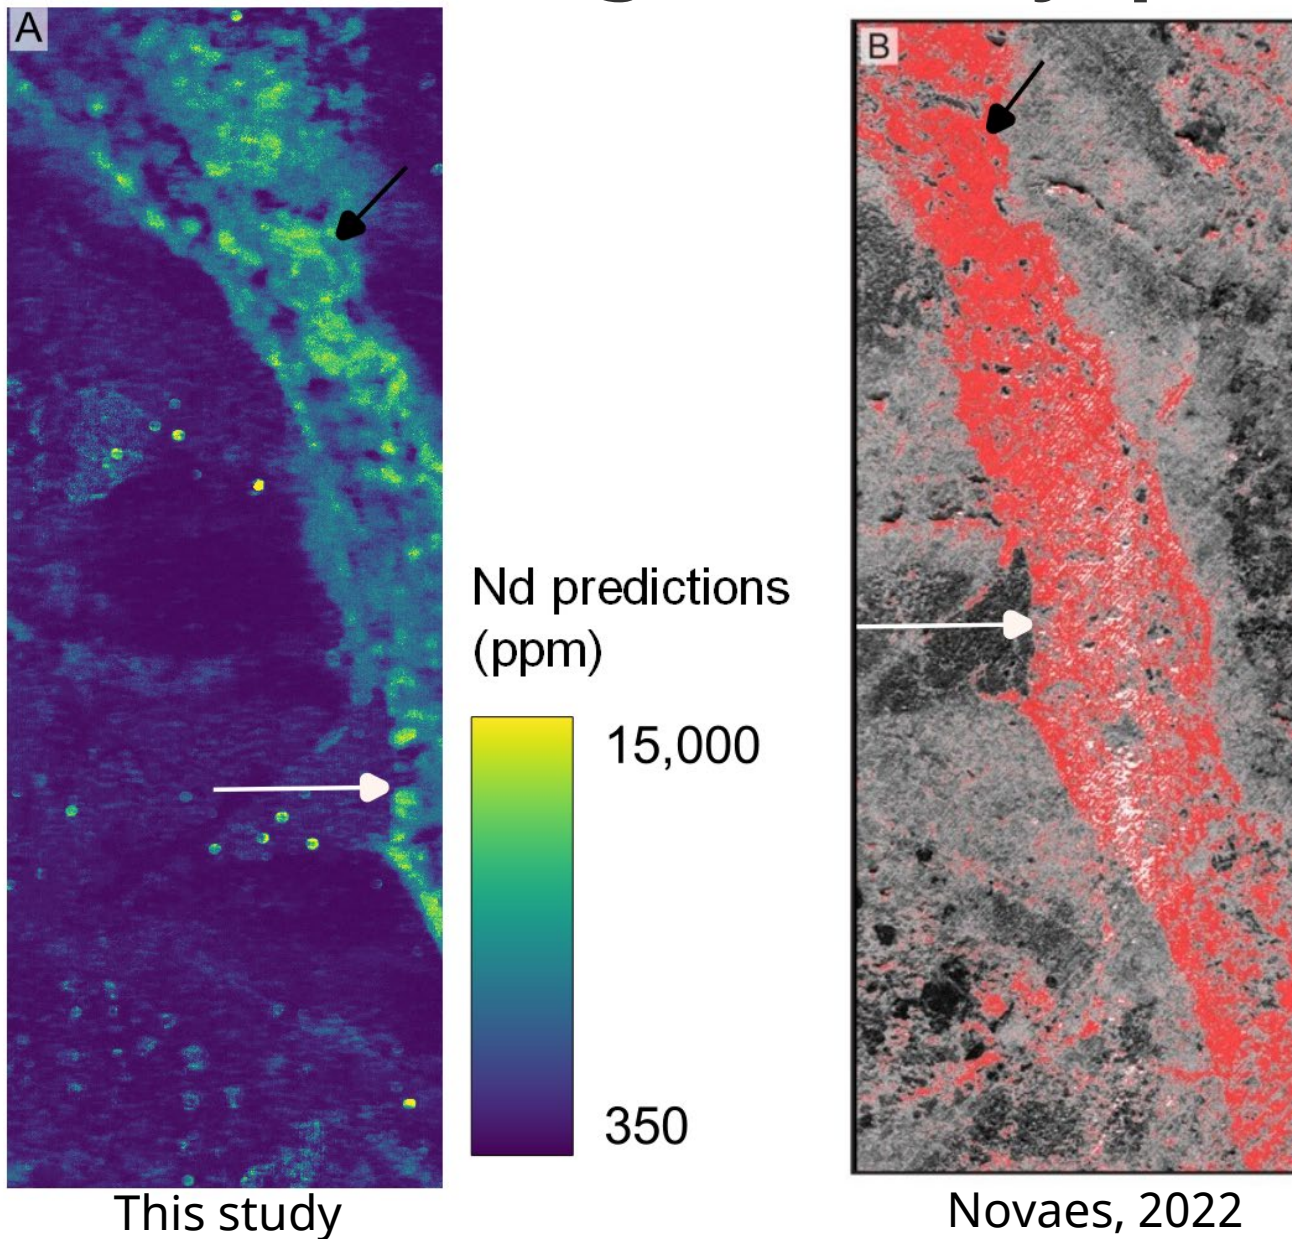 A
B
Nd predictions
(ppm)
15,000
350
This study
Novaes, 2022